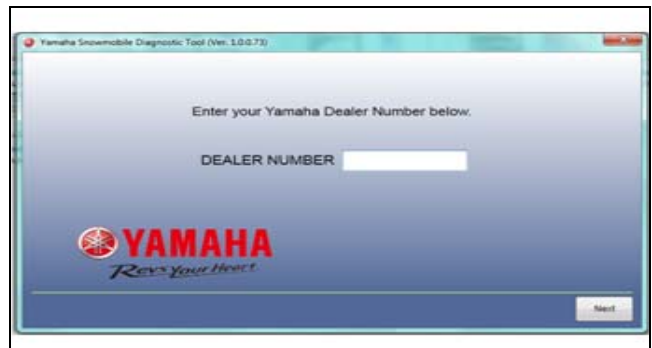 Yamaha Snowmobile Diagnostic Tool (Ver. 1.0.0.73)
Enter your Yamaha Dealer Number below.
DEALER NUMBER
YAMAHA
Revs Your Heart
Next